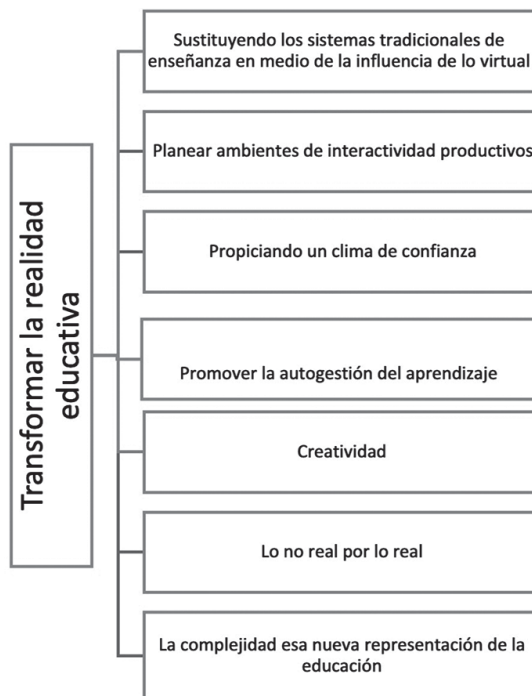 Transformar la realidad
educativa
Sustituyendo los sistemas tradicionales de
enseñanza en medio de la influencia de lo virtual
Planear ambientes de interactividad productivos
Propiciando un clima de confianza
Promover la autogestión del aprendizaje
Creatividad
Lo no real por lo real
La complejidad esa nueva representación de la
educación